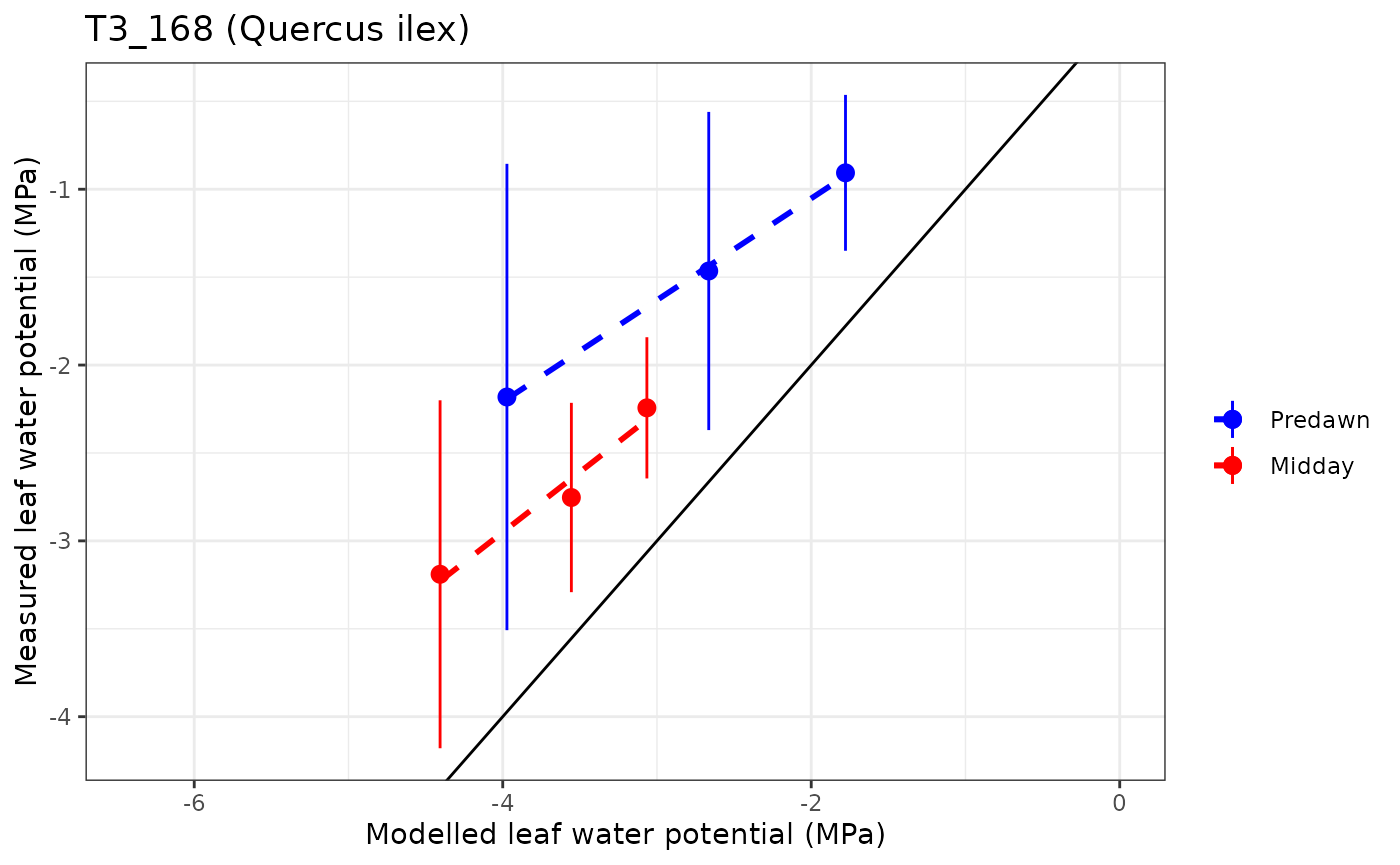 T3_168 (Quercus ilex)
Measured leaf water potential (MPa)
-1
-2
-3
-4
-6
-4
-2
0
Modelled leaf water potential (MPa)
Predawn
Midday